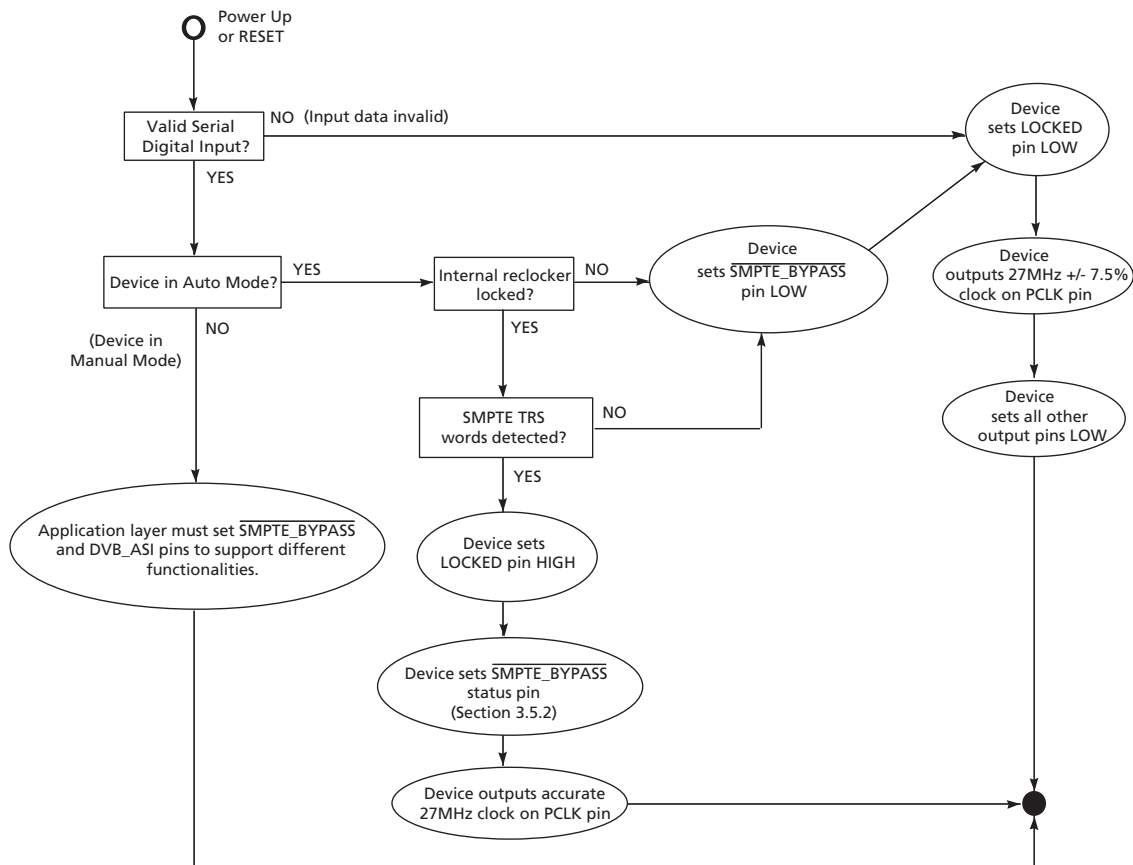 Power Up
or RESET
Valid Serial
Digital Input?
NO (Input data invalid)
YES
Device
sets LOCKED
pin LOW
Device in Auto Mode?
YES
NO
(Device in
Manual Mode)
Internal reclocker
locked?
NO
YES
Device
sets SMPTE_BYPASS
pin LOW
Device
outputs 27MHz +/- 7.5%
clock on PCLK pin
SMPTE TRS
words detected?
NO
YES
Device
sets all other
output pins LOW
Application layer must set SMPTE_BYPASS
and DVB_ASI pins to support different
functionalities.
Device sets
LOCKED pin HIGH
Device sets SMPTE_BYPASS
status pin
(Section 3.5.2)
Device outputs accurate
27MHz clock on PCLK pin